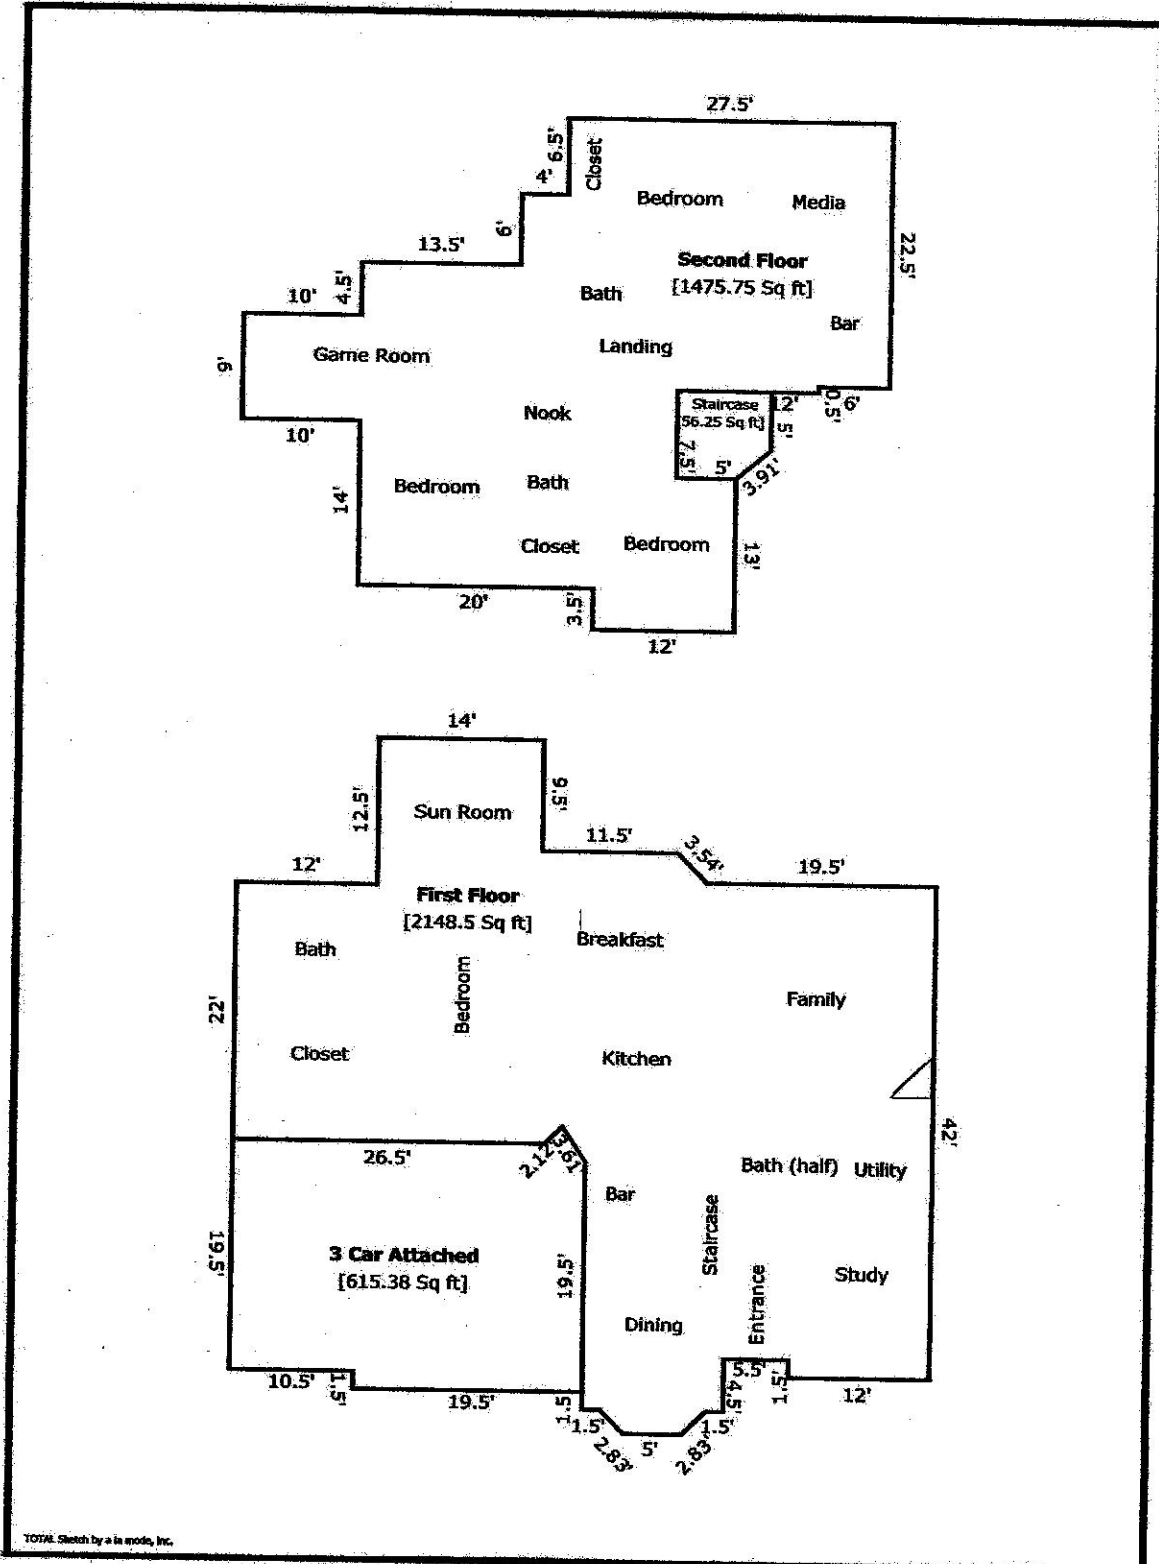 27.5'
6.5'
Closet
4'
Bedroom
Media
6'
13.5'
22.5'
Second Floor
[1475.75 Sq ft]
4.5'
10'
Bath
Bar
Landing
Game Room
9'
Nook
Staircase
[56.25 Sq ft]
12'
0.5'
6'
5'
10'
7.5'
5'
3.91'
14'
Bedroom
Bath
Closet
Bedroom
13'
20'
3.5'
12'
14'
12.5'
Sun Room
9.5'
11.5'
3.54'
19.5'
12'
First Floor
[2148.5 Sq ft]
Breakfast
Bath
Bedroom
Family
22'
Closet
Kitchen
42'
26.5'
2.12'
3.61
Bath (half)
Utility
Bar
Staircase
19.5'
3 Car Attached
[615.38 Sq ft]
19.5'
Study
Entrance
Dining
10.5'
1.5'
19.5'
1.5'
5.5'
4.5'
1.5'
12'
1.5'
2.83'
5'
2.83'
1.5'
TOTAL Sketch by a la mode, inc.